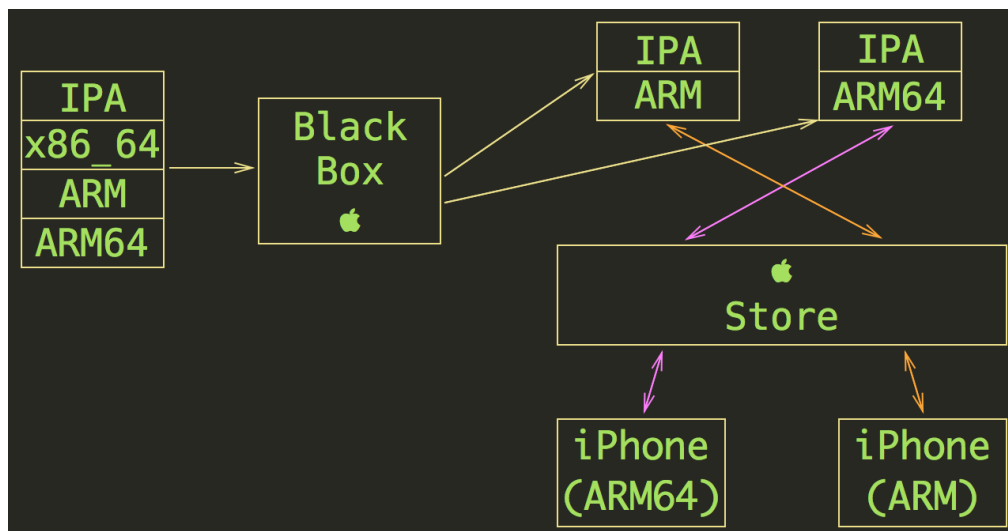 IPA
x86_64
ARM
ARM64
Black
Box
IPA
ARM
IPA
ARM64
Store
iPhone
(ARM64)
iPhone
(ARM)